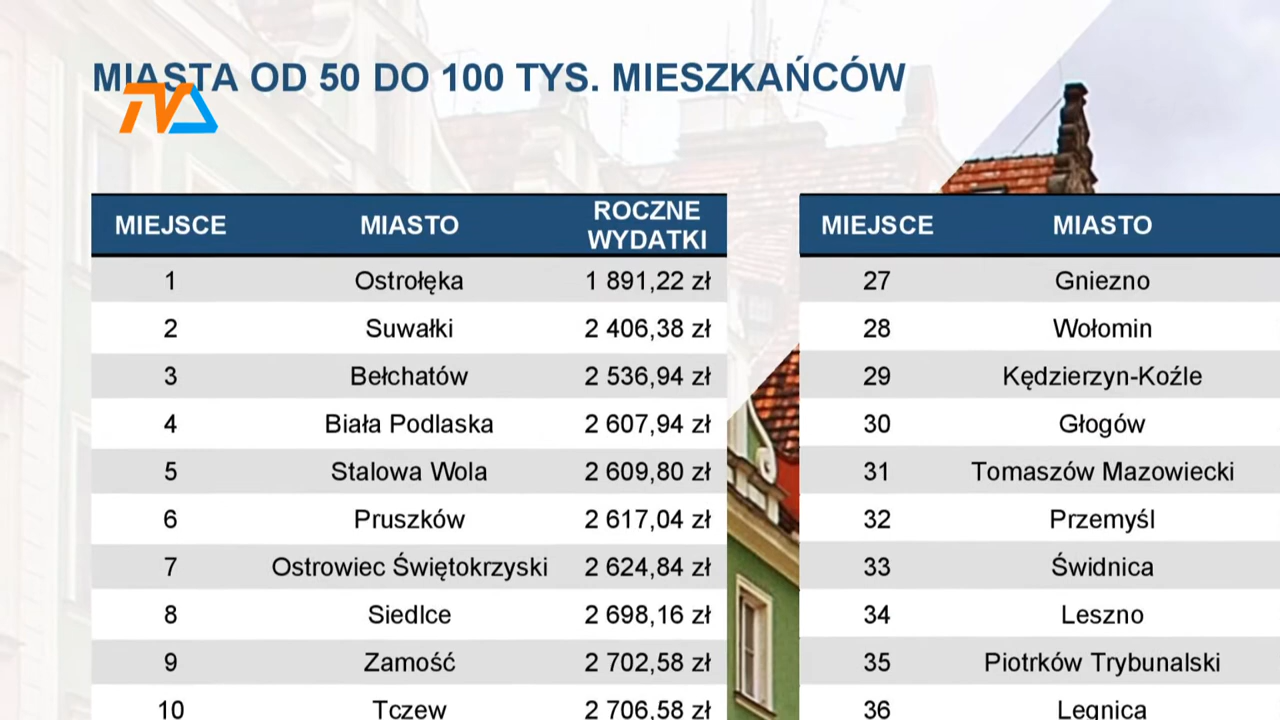 MIASTA OD 50 DO 100 TYS. MIESZKAŃCÓW
TVA
MIEJSCE MIASTO ROCZNE WYDATKI
1 Ostrołęka 1 891,22 zł
2 Suwałki 2 406,38 zł
3 Bełchatów 2 536,94 zł
4 Biała Podlaska 2 607,94 zł
5 Stalowa Wola 2 609,80 zł
6 Pruszków 2 617,04 zł
7 Ostrowiec Świętokrzyski 2 624,84 zł
8 Siedlce 2 698,16 zł
9 Zamość 2 702,58 zł
10 Tczew 2 706,58 zł
MIEJSCE MIASTO
27 Gniezno
28 Wołomin
29 Kędzierzyn-Koźle
30 Głogów
31 Tomaszów Mazowiecki
32 Przemyśl
33 Świdnica
34 Leszno
35 Piotrków Trybunalski
36 Legnica